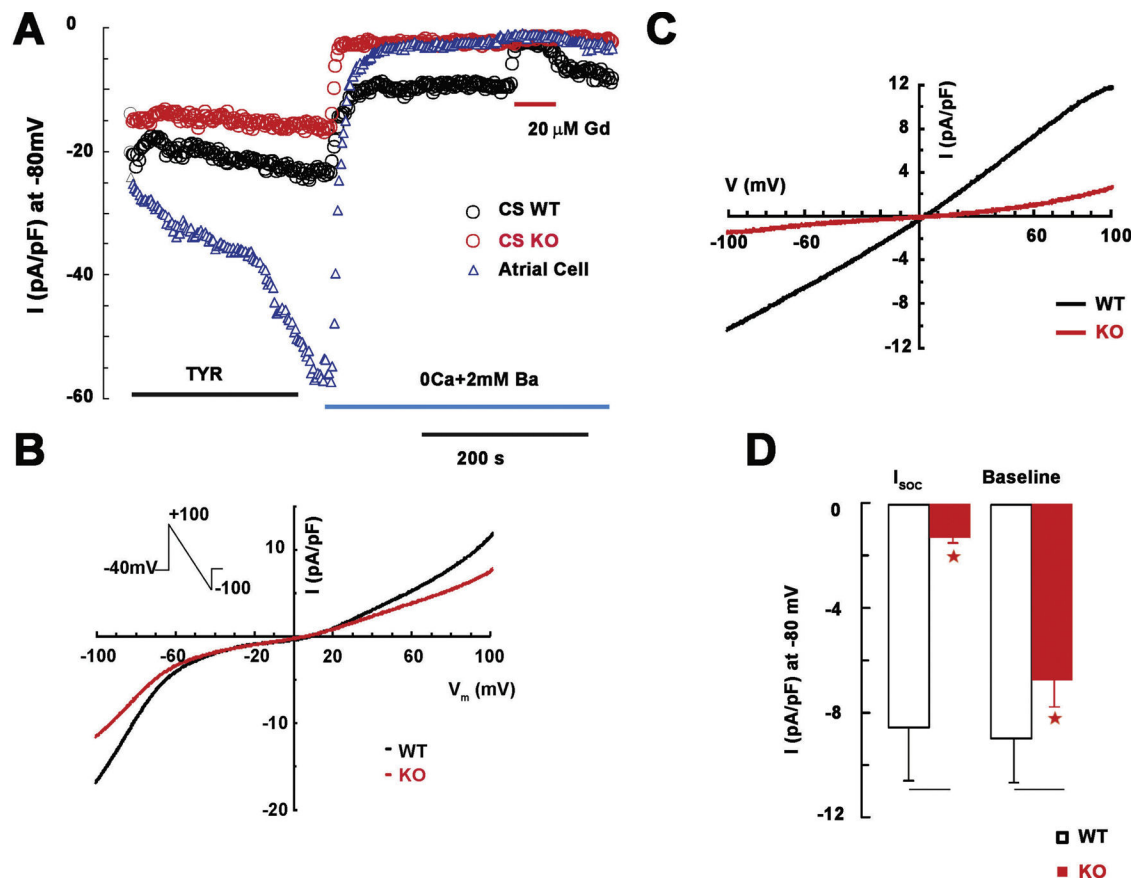 A
0
-20
-40
-60
I (pA/pF) at -80mV
20 μM Gd
CS WT
CS KO
Atrial Cell
TYR
0Ca+2mM Ba
200 s
B
+100
-40mV
-100
I (pA/pF)
10
-10
-20
-100
-60
-20
20
60
100
Vm (mV)
WT
KO
C
I (pA/pF)
12
8
4
-4
-8
-12
V (mV)
-100
-60
60
100
WT
KO
D
ISOC
Baseline
0
-4
-8
-12
I (pA/pF) at -80 mV
WT
KO